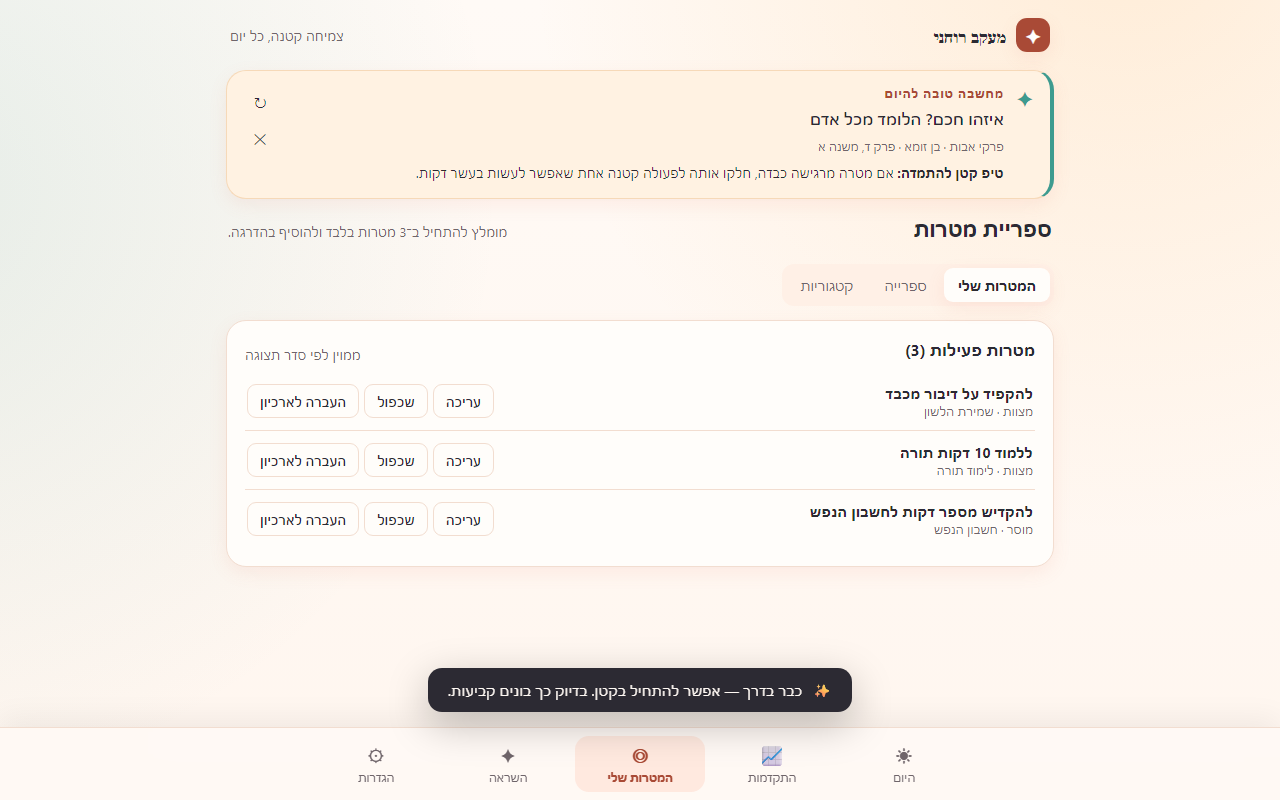 מעקב רוחני
צמיחה קטנה, כל יום
מחשבה טובה להיום
איזהו חכם? הלומד מכל אדם
פרקי אבות · בן זומא · פרק ד, משנה א
טיפ קטן להתמדה: אם מטרה מרגישה כבדה, חלקו אותה לפעולה קטנה אחת שאפשר לעשות בעשר דקות.
ספריית מטרות
מומלץ להתחיל ב־3 מטרות בלבד ולהוסיף בהדרגה.
המטרות שלי
ספרייה
קטגוריות
מטרות פעילות (3)
ממוין לפי סדר תצוגה
להקפיד על דיבור מכבד
מצוות · שמירת הלשון
עריכה
שכפול
העברה לארכיון
ללמוד 10 דקות תורה
מצוות · לימוד תורה
עריכה
שכפול
העברה לארכיון
להקדיש מספר דקות לחשבון הנפש
מוסר · חשבון הנפש
עריכה
שכפול
העברה לארכיון
כבר בדרך — אפשר להתחיל בקטן. בדיוק כך בונים קביעות.
היום
התקדמות
המטרות שלי
השראה
הגדרות